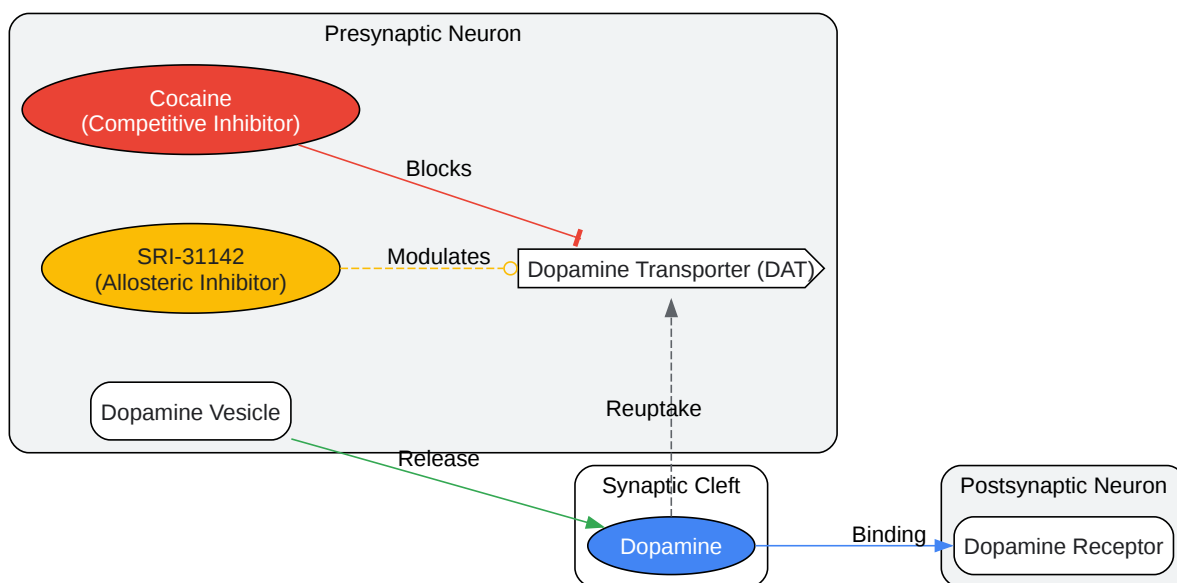 Presynaptic Neuron
Cocaine
(Competitive Inhibitor)
Blocks
SRI-31142
(Allosteric Inhibitor)
Modulates
Dopamine Transporter (DAT)
Dopamine Vesicle
Reuptake
Release
Synaptic Cleft
Dopamine
Binding
Postsynaptic Neuron
Dopamine Receptor